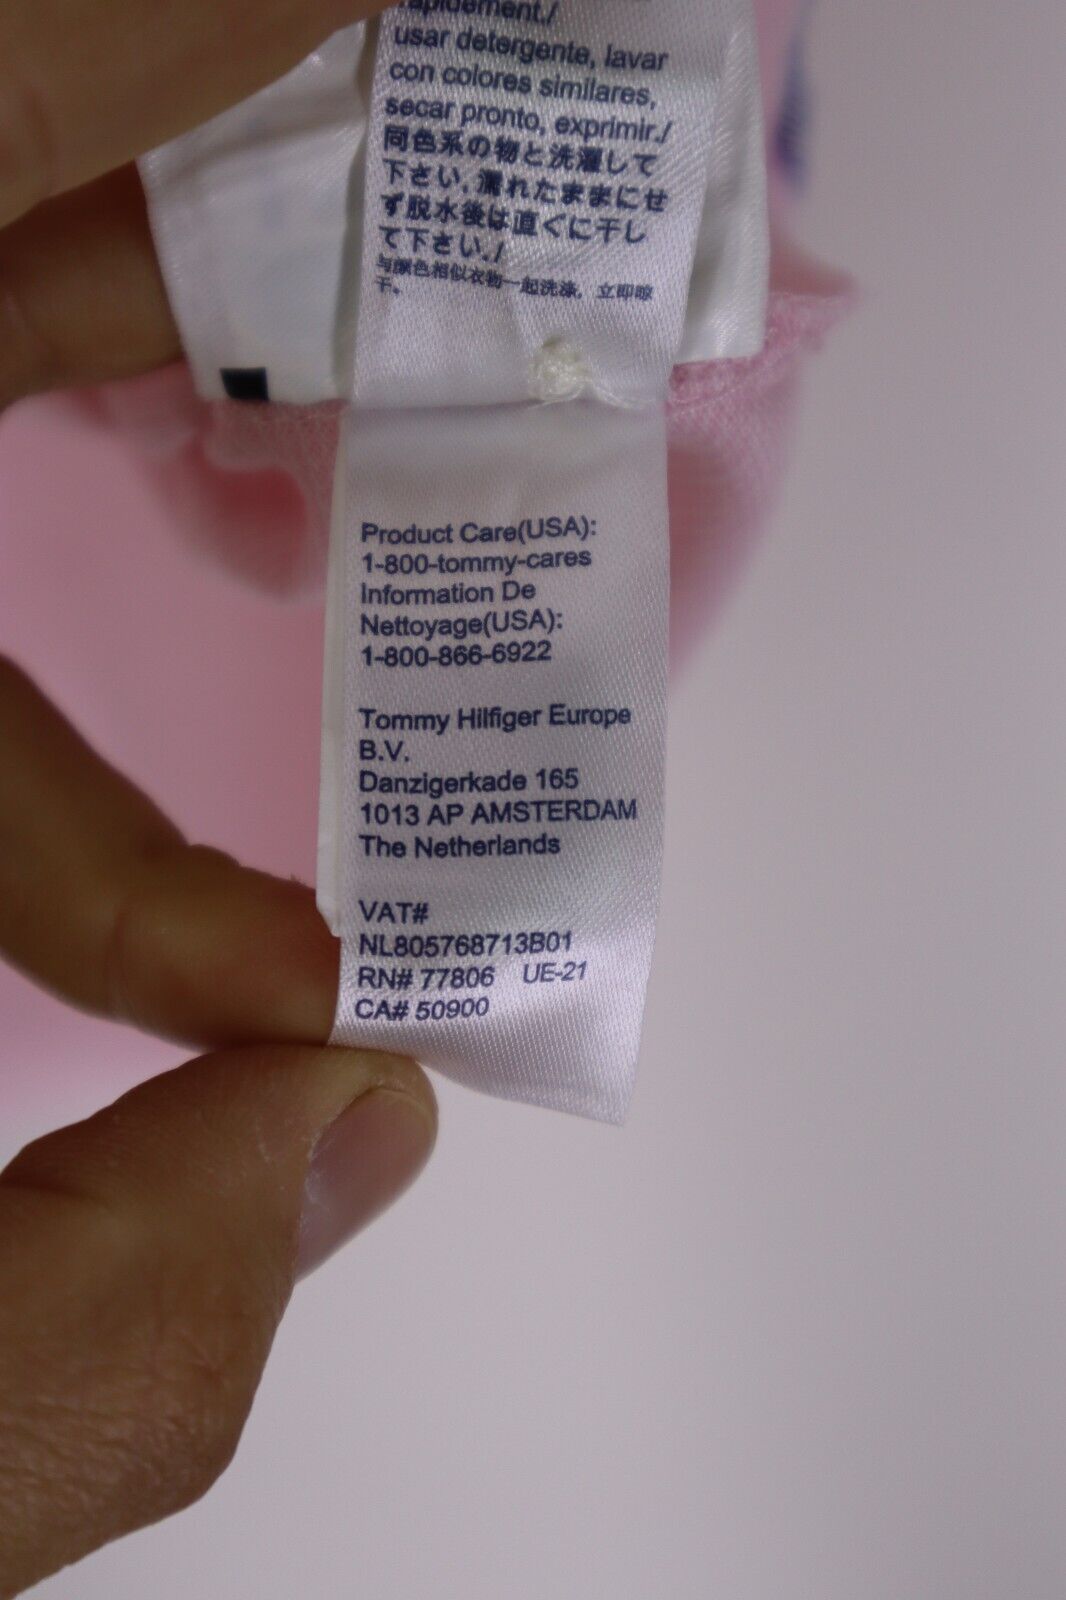 rapidement./
usar detergente, lavar
con colores similares,
secar pronto, exprimir./
同色系の物と洗濯して
下さい. 濡れたままにせ
ず脱水後は直ぐに干し
て下さい./
与颜色相似衣物一起洗涤, 立即晾
干。
Product Care(USA):
1-800-tommy-cares
Information De
Nettoyage(USA):
1-800-866-6922
Tommy Hilfiger Europe
B.V.
Danzigerkade 165
1013 AP AMSTERDAM
The Netherlands
VAT#
NL805768713B01
RN# 77806 UE-21
CA# 50900